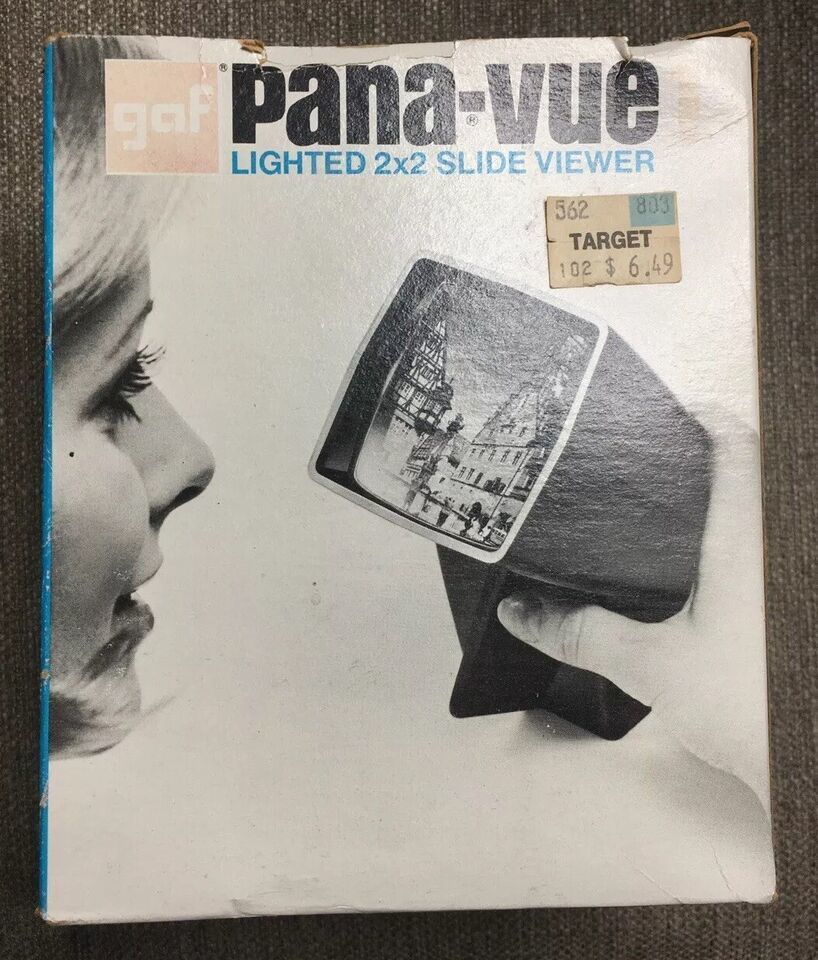 gaf® pana-vue®
LIGHTED 2x2 SLIDE VIEWER
562 803
TARGET
102 $ 6.49